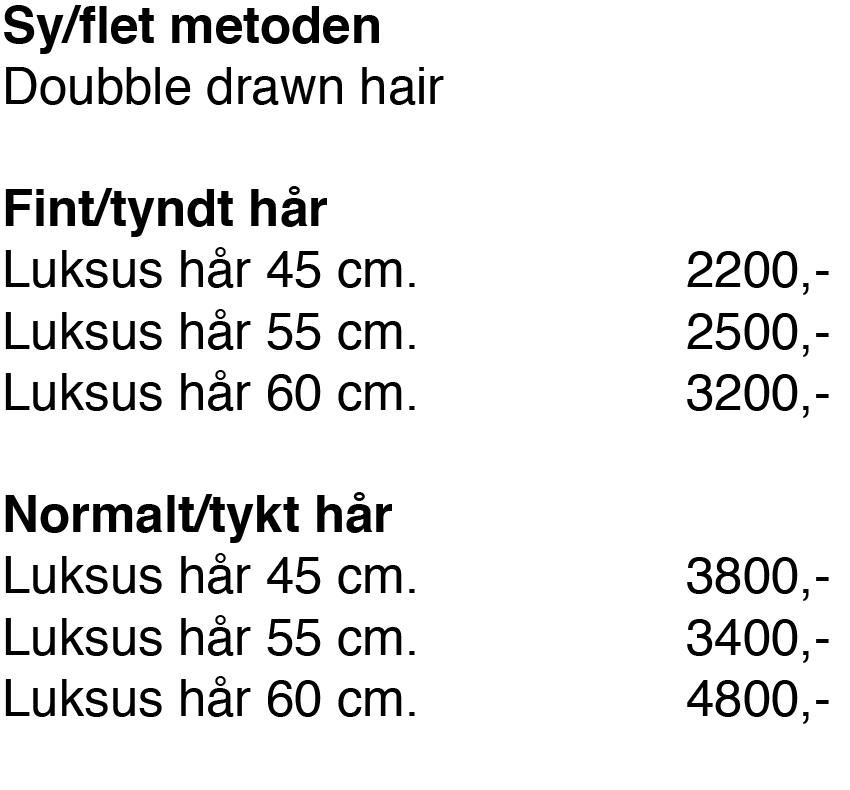 Sy/flet metoden
Doubble drawn hair
Fint/tyndt hår
Luksus hår 45 cm. 2200,-
Luksus hår 55 cm. 2500,-
Luksus hår 60 cm. 3200,-
Normalt/tykt hår
Luksus hår 45 cm. 3800,-
Luksus hår 55 cm. 3400,-
Luksus hår 60 cm. 4800,-